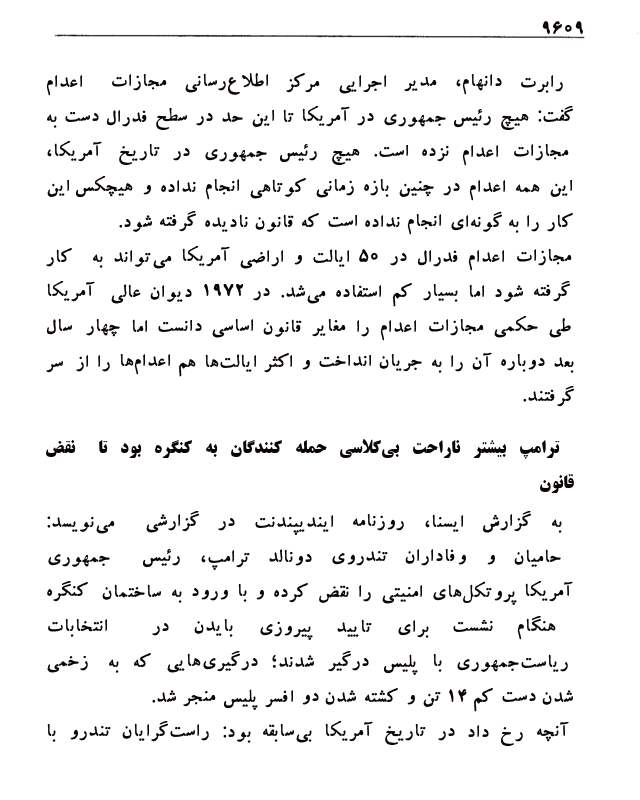 ۹۶۰۹
رابرت دانهام، مدیر اجرایی مرکز اطلاع‌رسانی مجازات اعدام
گفت: هیچ رئیس جمهوری در آمریکا تا این حد در سطح فدرال دست به
مجازات اعدام نزده است. هیچ رئیس جمهوری در تاریخ آمریکا،
این همه اعدام در چنین بازه زمانی کوتاهی انجام نداده و هیچکس این
کار را به گونه‌ای انجام نداده است که قانون نادیده گرفته شود.
مجازات اعدام فدرال در ۵۰ ایالت و اراضی آمریکا می‌تواند به کار
گرفته شود اما بسیار کم استفاده می‌شد. در ۱۹۷۲ دیوان عالی آمریکا
طی حکمی مجازات اعدام را مغایر قانون اساسی دانست اما چهار سال
بعد دوباره آن را به جریان انداخت و اکثر ایالت‌ها هم اعدام‌ها را از سر
گرفتند.
ترامپ بیشتر ناراحت بی‌کلاسی حمله کنندگان به کنگره بود تا نقض
قانون
به گزارش ایسنا، روزنامه ایندیپندنت در گزارشی می‌نویسد:
حامیان و وفاداران تندروی دونالد ترامپ، رئیس جمهوری
آمریکا پروتکل‌های امنیتی را نقض کرده و با ورود به ساختمان کنگره
هنگام نشست برای تایید پیروزی بایدن در انتخابات
ریاست‌جمهوری با پلیس درگیر شدند؛ درگیری‌هایی که به زخمی
شدن دست کم ۱۴ تن و کشته شدن دو افسر پلیس منجر شد.
آنچه رخ داد در تاریخ آمریکا بی‌سابقه بود: راست‌گرایان تندرو با